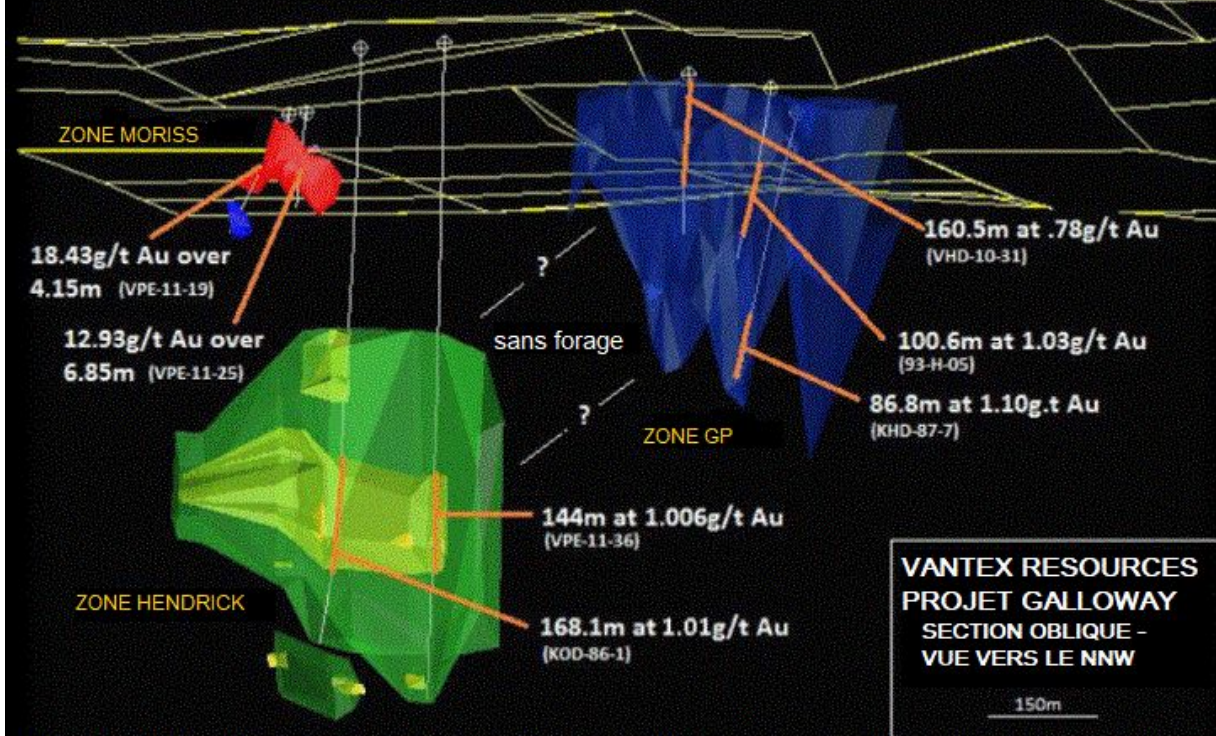 ZONE MORISS
18.43g/t Au over
4.15m (VPE-11-19)
12.93g/t Au over
6.85m (VPE-11-25)
?
sans forage
?
ZONE GP
160.5m at .78g/t Au
(VHD-10-31)
100.6m at 1.03g/t Au
(93-H-05)
86.8m at 1.10g.t Au
(KHD-87-7)
144m at 1.006g/t Au
(VPE-11-36)
ZONE HENDRICK
168.1m at 1.01g/t Au
(KOD-86-1)
VANTEX RESOURCES
PROJET GALLOWAY
SECTION OBLIQUE –
VUE VERS LE NNW
150m